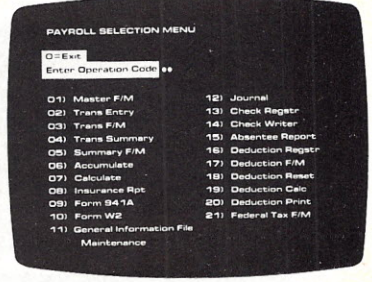 PAYROLL SELECTION MENU
0=Exit
Enter Operation Code ••
01) Master F/M
02) Trans Entry
03) Trans F/M
04) Trans Summary
05) Summary F/M
06) Accumulate
07) Calculate
08) Insurance Rpt
09) Form 941A
10) Form W2
11) General Information File
Maintenance
12) Journal
13) Check Regstr
14) Check Writer
15) Absentee Report
16) Deduction Regstr
17) Deduction F/M
18) Deduction Reset
19) Deduction Calc
20) Deduction Print
21) Federal Tax F/M